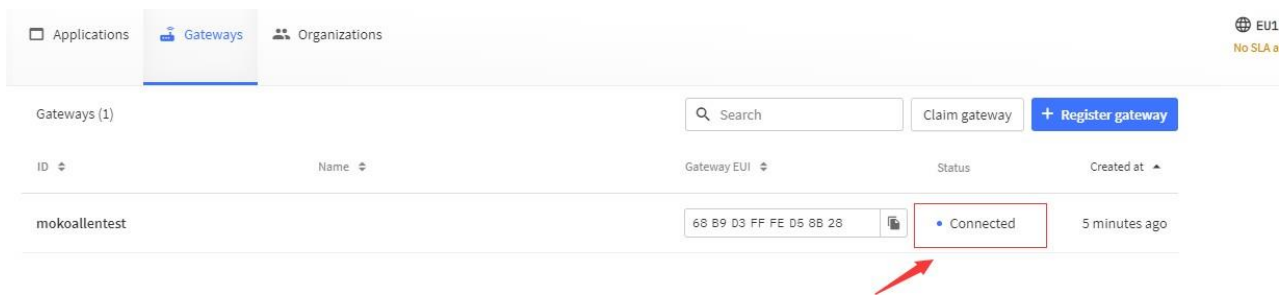 Applications Gateways Organizations EU1
No SLA a
Gateways (1) Search Claim gateway + Register gateway
ID Name Gateway EUI Status Created at
mokoallentest 68 B9 D3 FF FE D5 8B 28 Connected 5 minutes ago